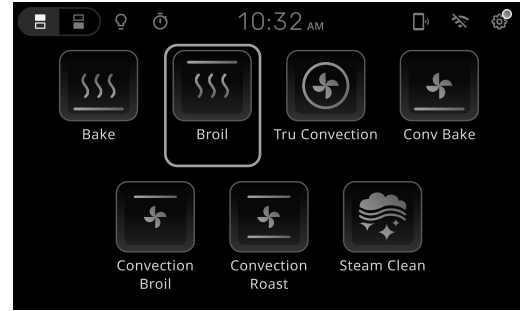 10:32 AM
Bake
Broil
Tru Convection
Conv Bake
Convection
Broil
Convection
Roast
Steam Clean